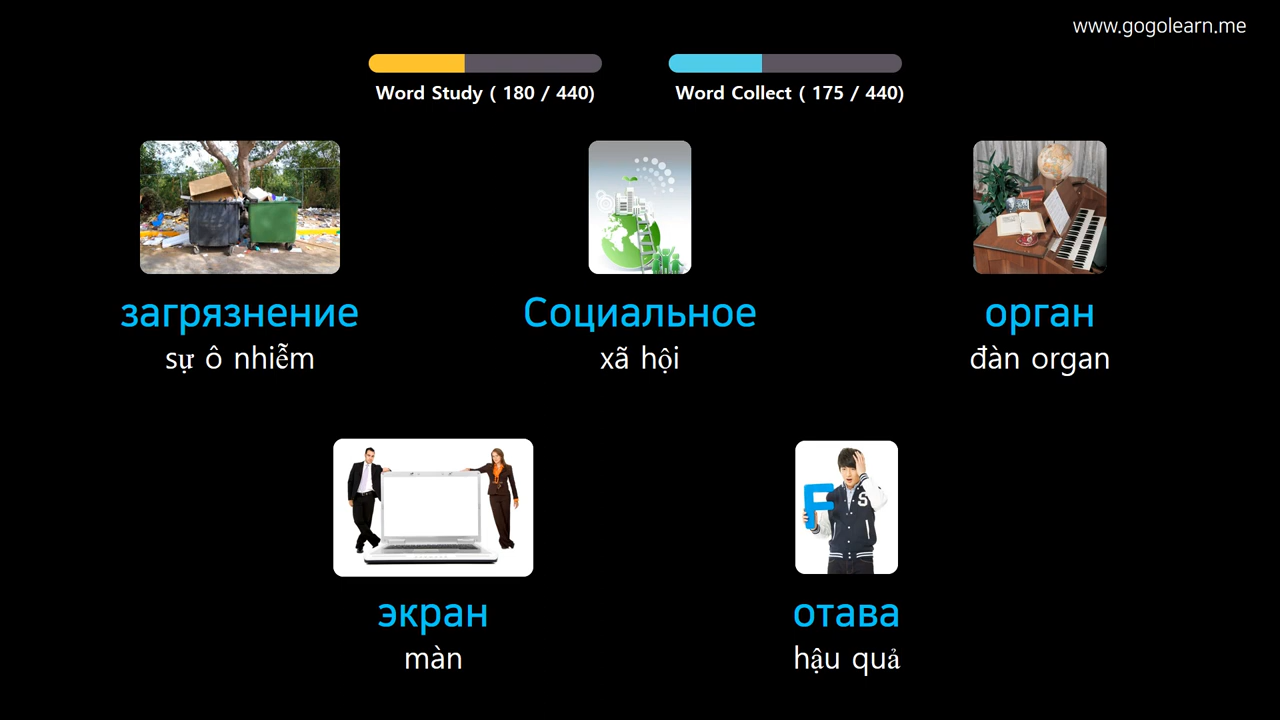 www.gogolearn.me
Word Study ( 180 / 440)
Word Collect ( 175 / 440)
загрязнение
sự ô nhiễm
Социальное
xã hội
орган
đàn organ
F
S
экран
màn
отава
hậu quả